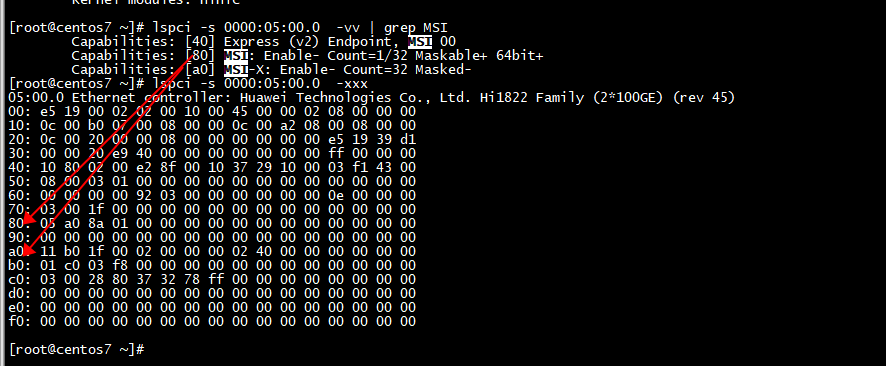 [root@centos7 ~]# lspci -s 0000:05:00.0  -vv | grep MSI
        Capabilities: [40] Express (v2) Endpoint, MSI 00
        Capabilities: [80] MSI: Enable- Count=1/32 Maskable+ 64bit+
        Capabilities: [a0] MSI-X: Enable- Count=32 Masked-
[root@centos7 ~]# lspci -s 0000:05:00.0  -xxx
05:00.0 Ethernet controller: Huawei Technologies Co., Ltd. Hi1822 Family (2*100GE) (rev 45)
00: e5 19 00 02 02 00 10 00 45 00 00 02 08 00 00 00
10: 0c 00 b0 07 00 08 00 00 0c 00 a2 08 00 08 00 00
20: 0c 00 20 00 00 08 00 00 00 00 00 00 e5 19 39 d1
30: 00 00 20 e9 40 00 00 00 00 00 00 00 ff 00 00 00
40: 10 80 02 00 e2 8f 00 10 37 29 10 00 03 f1 43 00
50: 08 00 03 01 00 00 00 00 00 00 00 00 00 00 00 00
60: 00 00 00 00 92 03 00 00 00 00 00 00 0e 00 00 00
70: 03 00 1f 00 00 00 00 00 00 00 00 00 00 00 00 00
80: 05 a0 8a 01 00 00 00 00 00 00 00 00 00 00 00 00
90: 00 00 00 00 00 00 00 00 00 00 00 00 00 00 00 00
a0: 11 b0 1f 00 02 00 00 00 02 40 00 00 00 00 00 00
b0: 01 c0 03 f8 00 00 00 00 00 00 00 00 00 00 00 00
c0: 03 00 28 80 37 32 78 ff 00 00 00 00 00 00 00 00
d0: 00 00 00 00 00 00 00 00 00 00 00 00 00 00 00 00
e0: 00 00 00 00 00 00 00 00 00 00 00 00 00 00 00 00
f0: 00 00 00 00 00 00 00 00 00 00 00 00 00 00 00 00
[root@centos7 ~]#